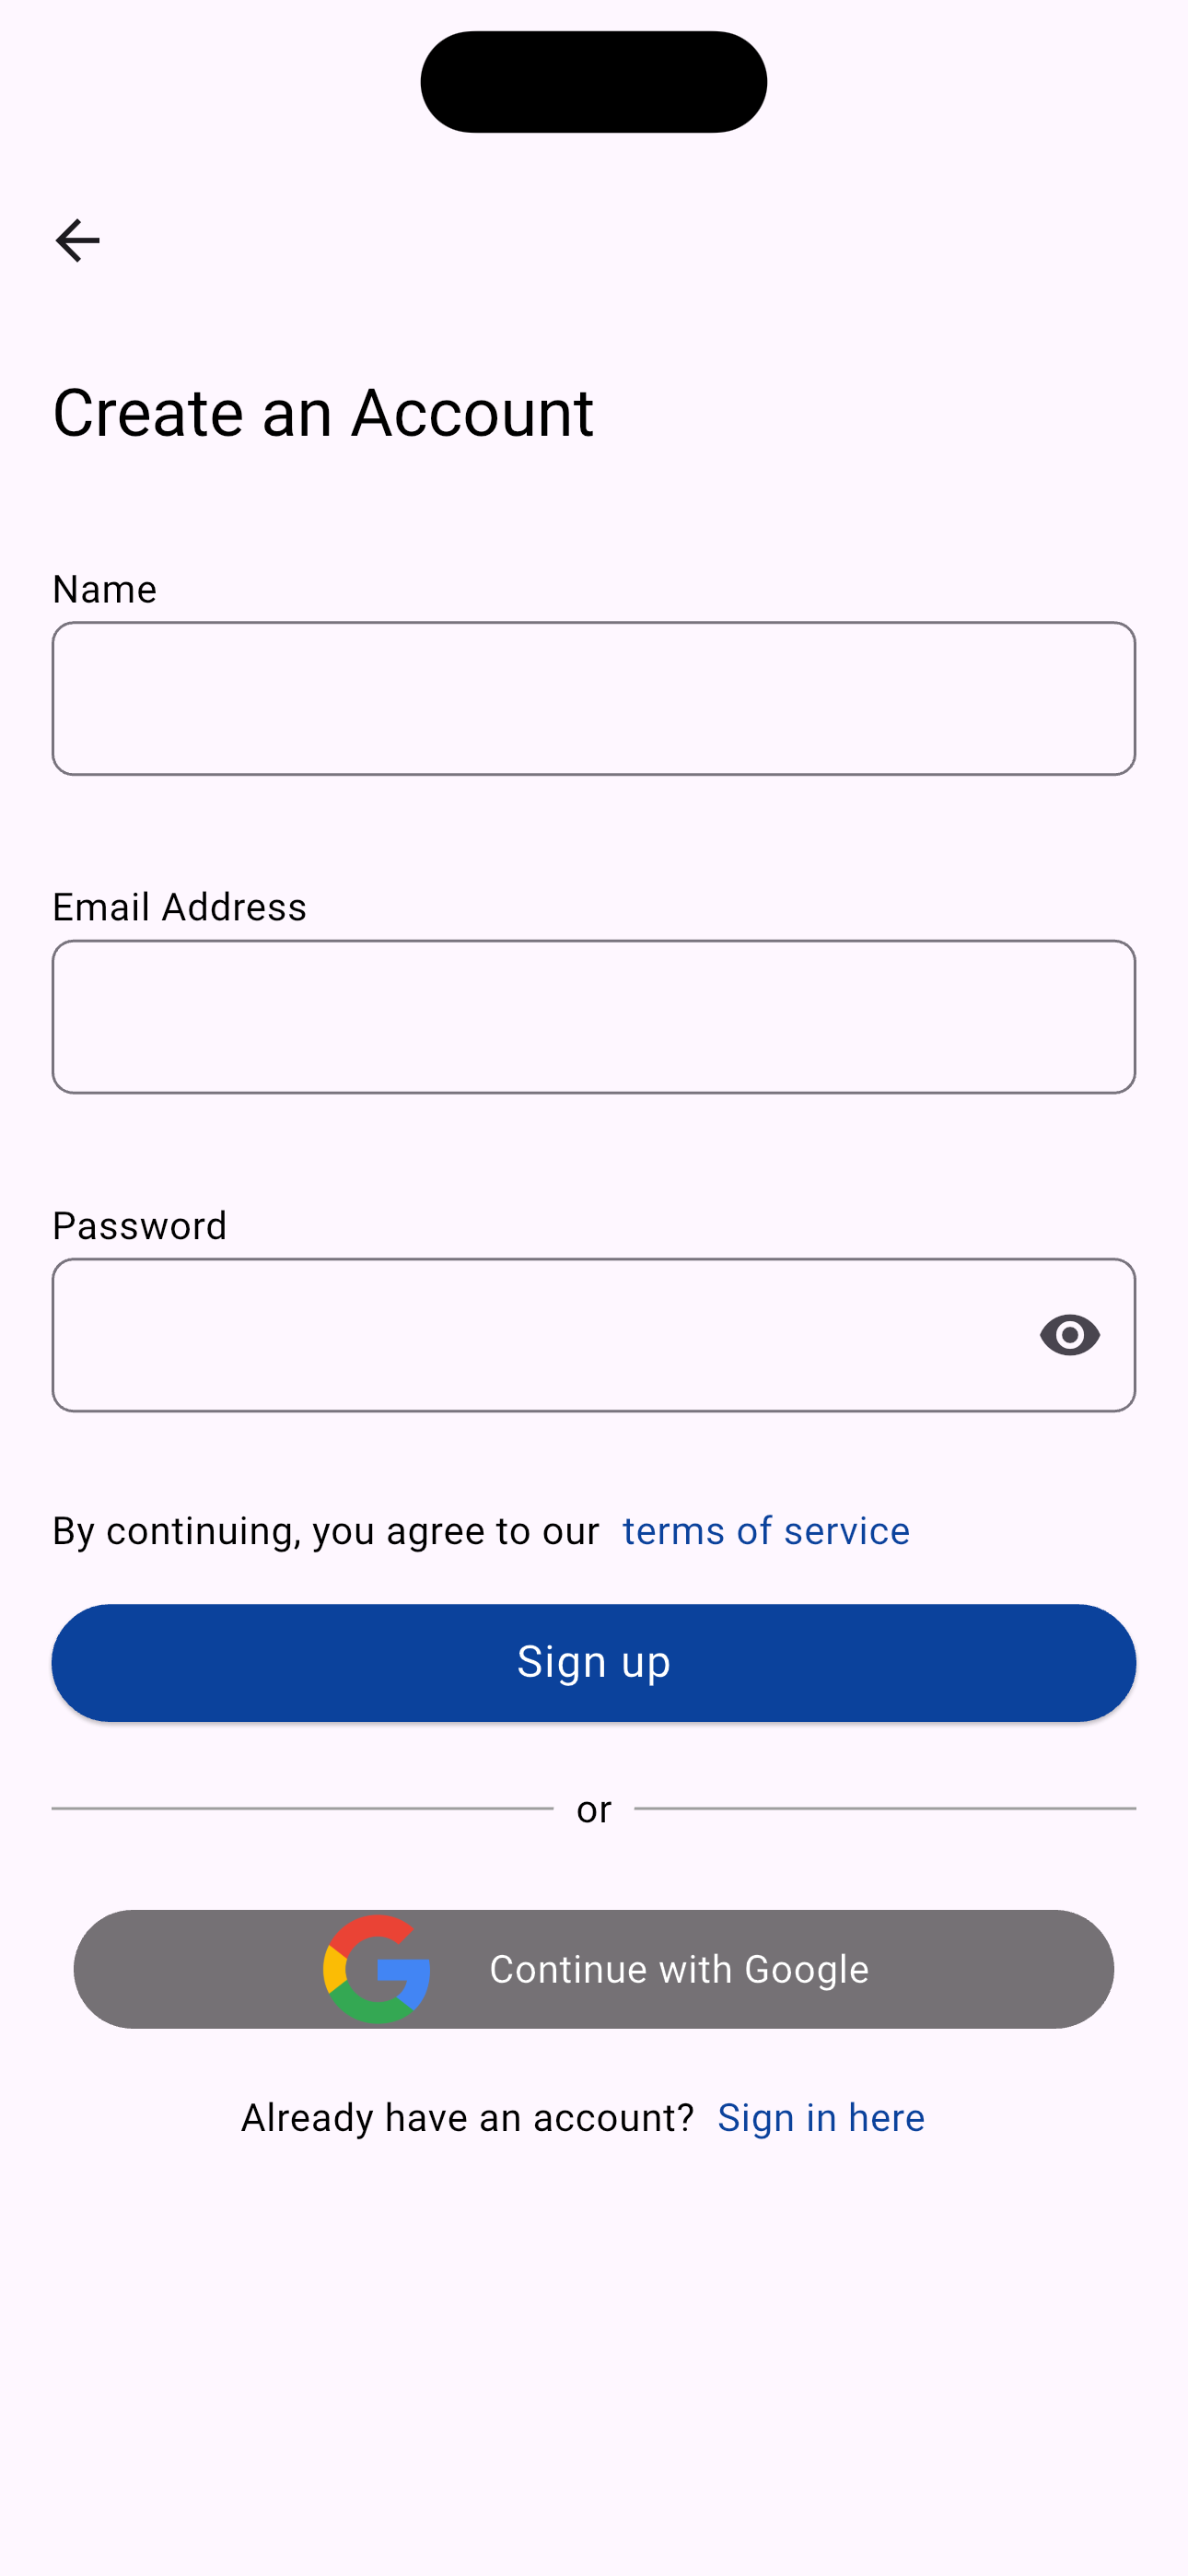 Create an Account
Name
Email Address
Password
By continuing, you agree to our terms of service
Sign up
or
Continue with Google
Already have an account? Sign in here